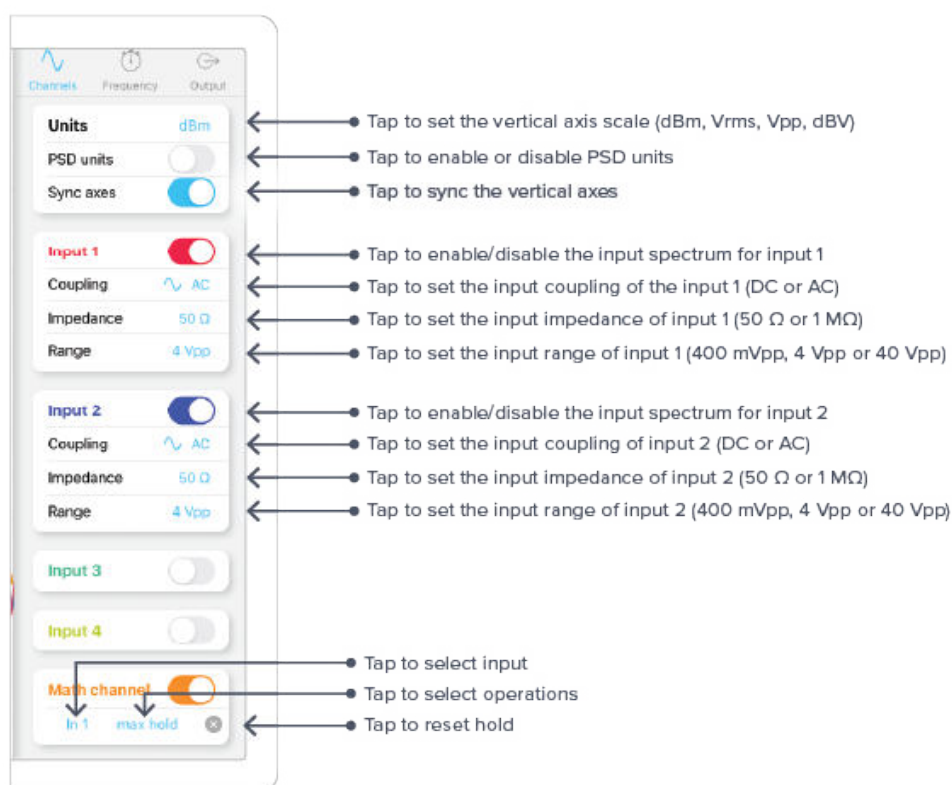 Channels Frequency Output
Units dBm Tap to set the vertical axis scale (dBm, Vrms, Vpp, dBV)
PSD units Tap to enable or disable PSD units
Sync axes Tap to sync the vertical axes
Input 1 Tap to enable/disable the input spectrum for input 1
Coupling AC Tap to set the input coupling of the input 1 (DC or AC)
Impedance 50 Ω Tap to set the input impedance of input 1 (50 Ω or 1 MΩ)
Range 4 Vpp Tap to set the input range of input 1 (400 mVpp, 4 Vpp or 40 Vpp)
Input 2 Tap to enable/disable the input spectrum for input 2
Coupling AC Tap to set the input coupling of input 2 (DC or AC)
Impedance 50 Ω Tap to set the input impedance of input 2 (50 Ω or 1 MΩ)
Range 4 Vpp Tap to set the input range of input 2 (400 mVpp, 4 Vpp or 40 Vpp)
Input 3
Input 4
Tap to select input
Math channel Tap to select operations
In 1 max hold Tap to reset hold